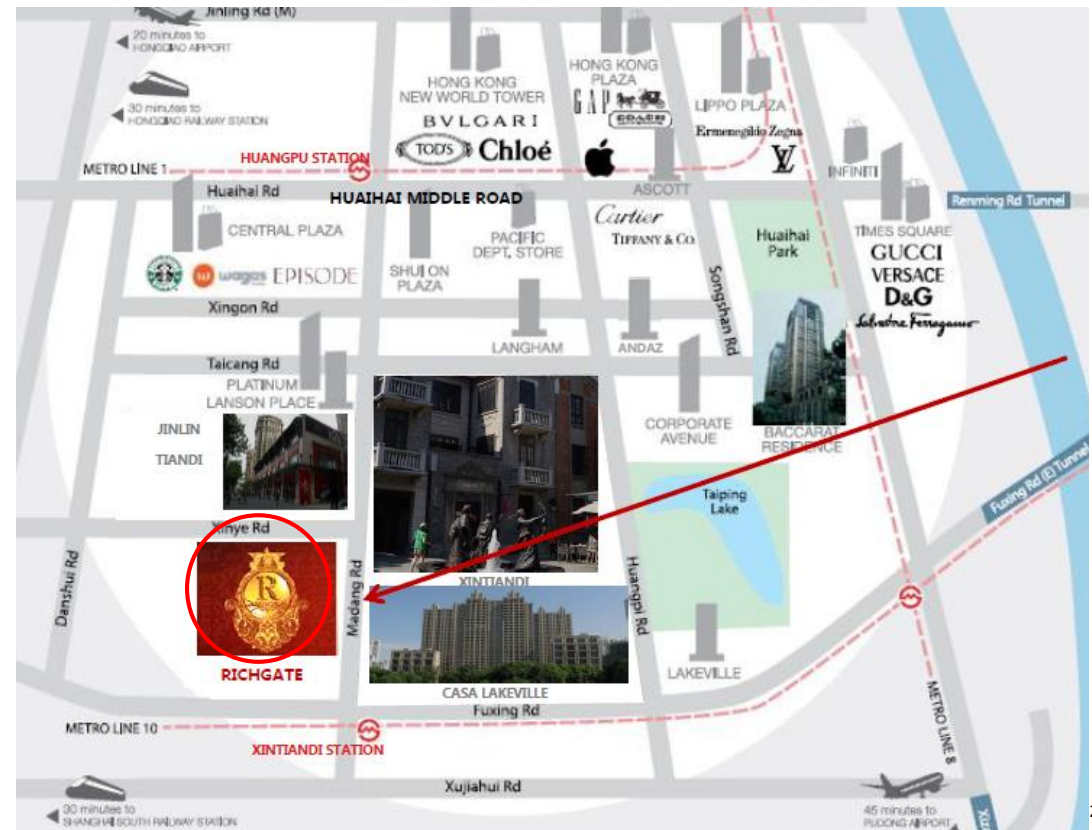 Jinling Rd (M)
20 minutes to
HONGQIAO AIRPORT
30 minutes to
HONGQIAO RAILWAY STATION
HONG KONG
NEW WORLD TOWER
BVLGARI
TOD'S
Chloé
HONG KONG
PLAZA
GAP
COACH
LIPPO PLAZA
Ermenegildo Zegna
LV
METRO LINE 1
HUANGPU STATION
Huaihai Rd
HUAIHAI MIDDLE ROAD
ASCOTT
INFINITI
Renming Rd Tunnel
CENTRAL PLAZA
wagas
EPISODE
SHUI ON
PLAZA
PACIFIC
DEPT. STORE
Cartier
TIFFANY & CO.
Songshan Rd
Huaihai
Park
TIMES SQUARE
GUCCI
VERSACE
D&G
Salvatore Ferragamo
Xingon Rd
LANGHAM
ANDAZ
Taicang Rd
PLATINUM
LANSON PLACE
JINLIN
TIANDI
CORPORATE
AVENUE
BACCARAT
RESIDENCE
Taiping
Lake
Fuxing Rd (E) Tunnel
Xinye Rd
Danshui Rd
R
RICHGATE
Madang Rd
XINTIANDI
Huangpi Rd
CASA LAKEVILLE
LAKEVILLE
Fuxing Rd
METRO LINE 10
XINTIANDI STATION
METRO LINE 8
Xujiahui Rd
30 minutes to
SHANGHAI SOUTH RAILWAY STATION
45 minutes to
PUDONG AIRPORT